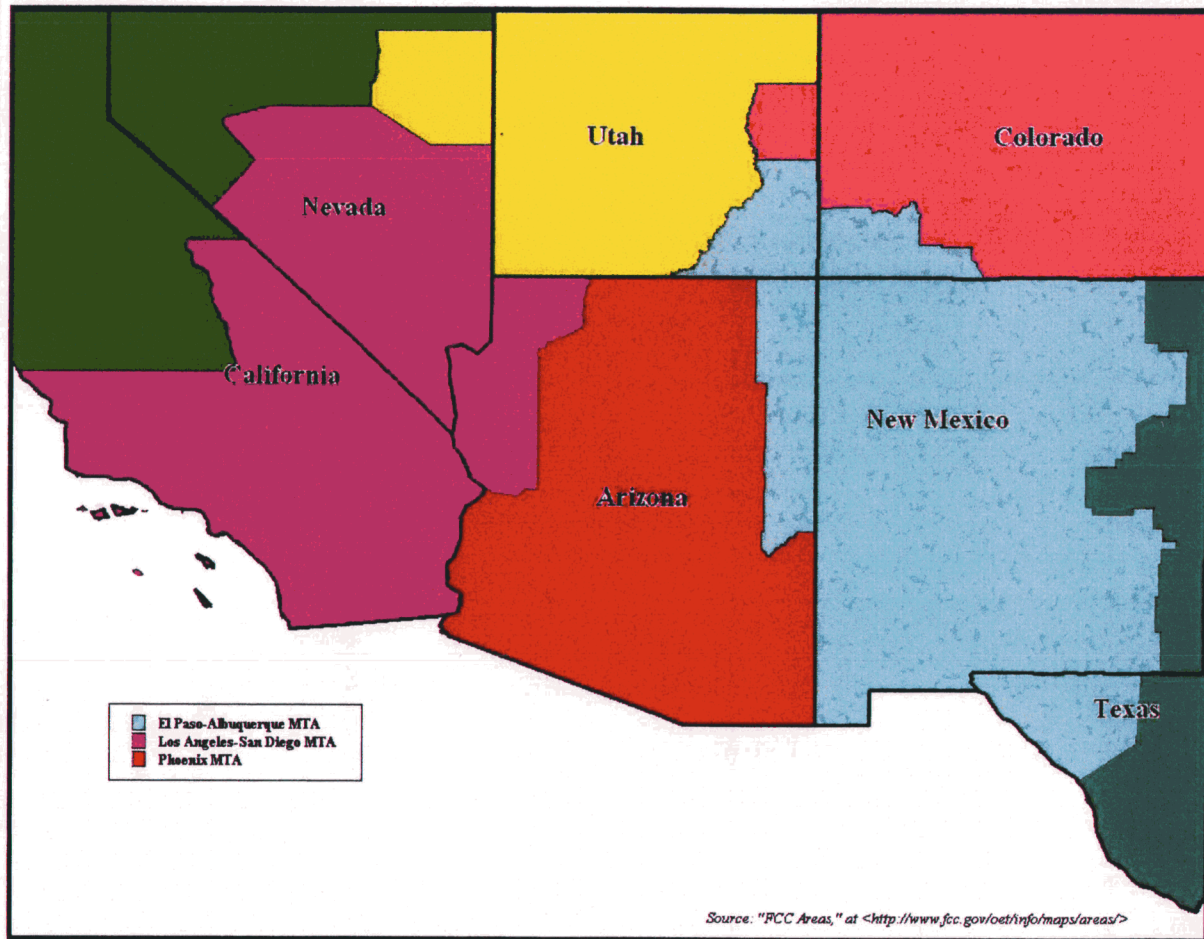 Utah
Colorado
Nevada
California
New Mexico
Arizona
Texas
El Paso-Albuquerque MTA
Los Angeles-San Diego MTA
Phoenix MTA
Source: "FCC Areas," at <http://www.fcc.gov/oet/info/maps/areas/>